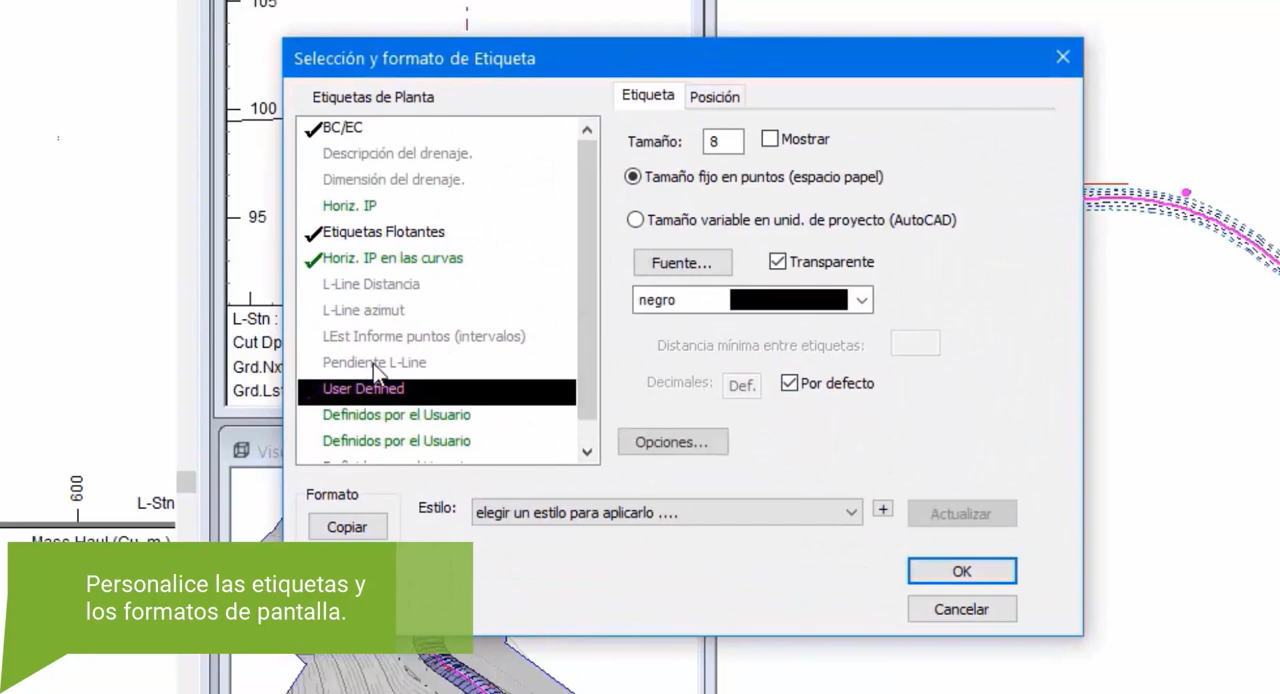 105
100
95
L-Stn :
Cut Dp
Grd.Nx
Grd.Ls
Selección y formato de Etiqueta
Etiquetas de Planta
BC/EC
Descripción del drenaje.
Dimensión del drenaje.
Horiz. IP
Etiquetas Flotantes
Horiz. IP en las curvas
L-Line Distancia
L-Line azimut
LEst Informe puntos (intervalos)
Pendiente L-Line
User Defined
Definidos por el Usuario
Definidos por el Usuario
Etiqueta
Posición
Tamaño:
8
Mostrar
Tamaño fijo en puntos (espacio papel)
Tamaño variable en unid. de proyecto (AutoCAD)
Fuente...
Transparente
negro
Distancia mínima entre etiquetas:
Decimales:
Def.
Por defecto
Opciones...
Formato
Copiar
Estilo:
elegir un estilo para aplicarlo ....
+
Actualizar
OK
Cancelar
600
L-Stn
Mass Haul (Cu. m.)
Personalice las etiquetas y
los formatos de pantalla.